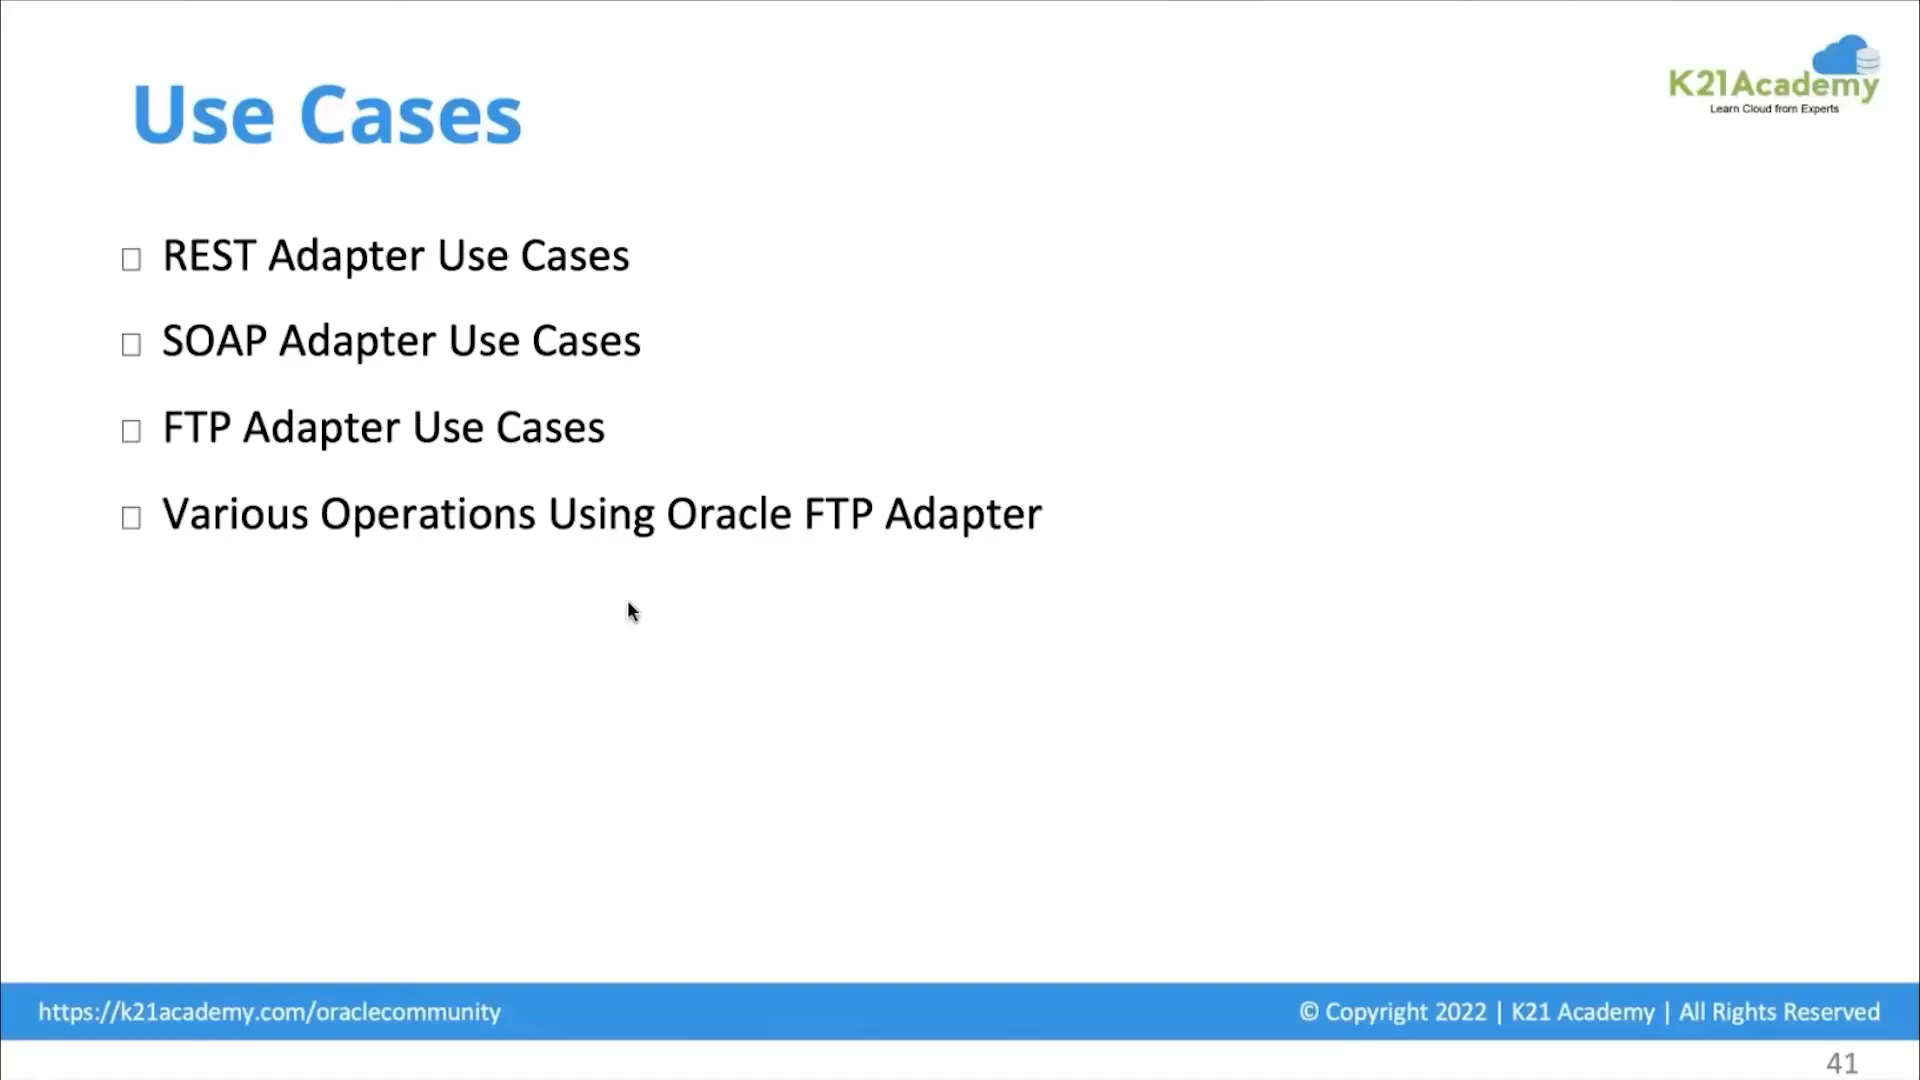 Use Cases
K21Academy
Learn Cloud from Experts
REST Adapter Use Cases
SOAP Adapter Use Cases
FTP Adapter Use Cases
Various Operations Using Oracle FTP Adapter
https://k21academy.com/oraclecommunity
© Copyright 2022 | K21 Academy | All Rights Reserved
41